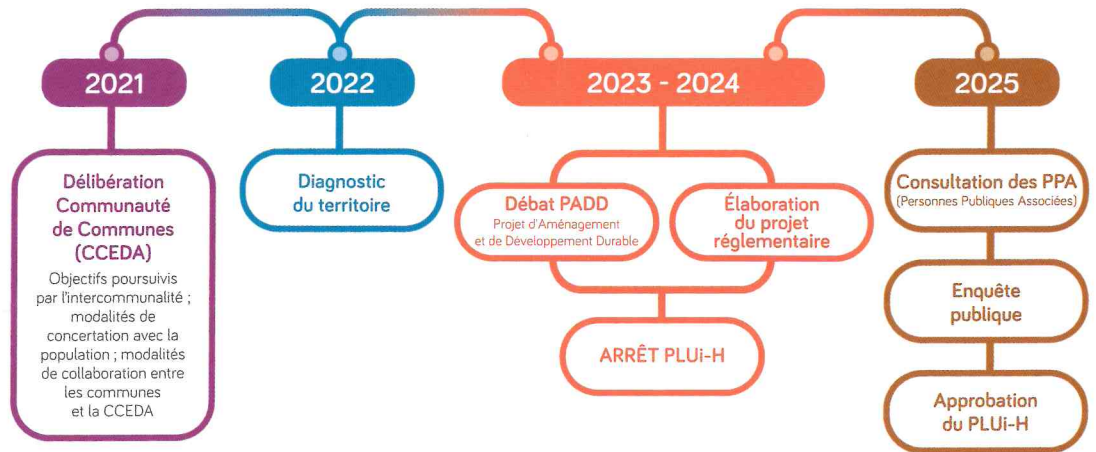 2021
Délibération
Communauté
de Communes
(CCEDA)
Objectifs poursuivis
par l'intercommunalité ;
modalités de
concertation avec la
population ; modalités
de collaboration entre
les communes
et la CCEDA
2022
Diagnostic
du territoire
2023 - 2024
Débat PADD
Projet d'Aménagement
et de Développement Durable
Élaboration
du projet
réglementaire
ARRÊT PLUi-H
2025
Consultation des PPA
(Personnes Publiques Associées)
Enquête
publique
Approbation
du PLUi-H